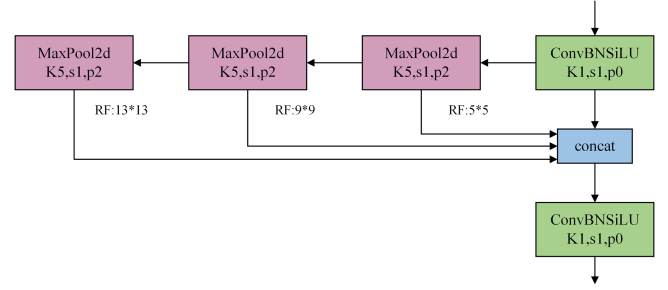 MaxPool2d
K5,s1,p2
MaxPool2d
K5,s1,p2
MaxPool2d
K5,s1,p2
ConvBNSiLU
K1,s1,p0
RF:13*13
RF:9*9
RF:5*5
concat
ConvBNSiLU
K1,s1,p0